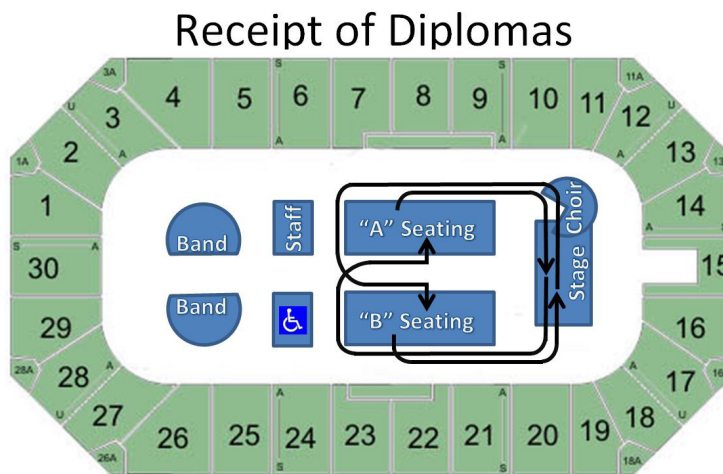 Receipt of Diplomas
3A
S
4
5
6
7
8
9
S
10
11
11A
U
3
12
U
2
A
A
A
A
13
13
1A
1
Choir
14
Band
Staff
"A" Seating
S
A
A
S
30
Stage
15
Band
"B" Seating
29
16
28A
28
A
A
17
16
U
27
A
A
18
U
26
25
24
23
22
21
20
19
26A
S
S
18A